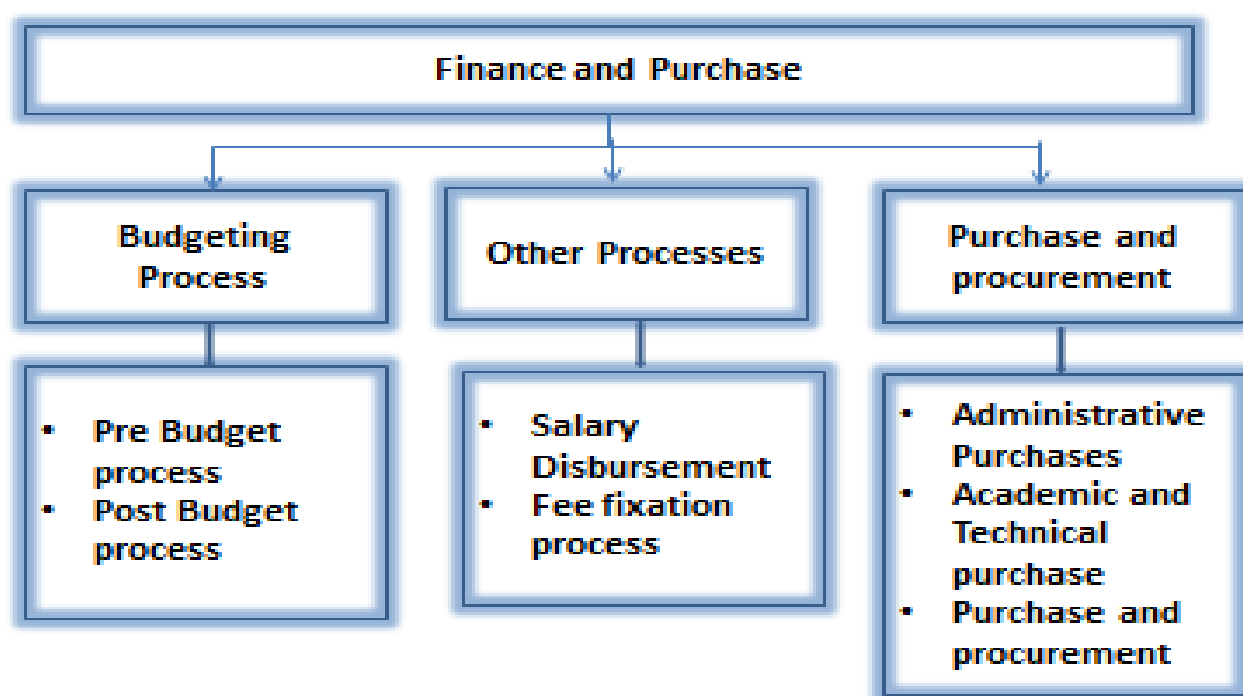 Finance and Purchase
Budgeting
Process
Other Processes
Purchase and
procurement
• Pre Budget
process
• Post Budget
process
• Salary
Disbursement
• Fee fixation
process
• Administrative
Purchases
• Academic and
Technical
purchase
• Purchase and
procurement